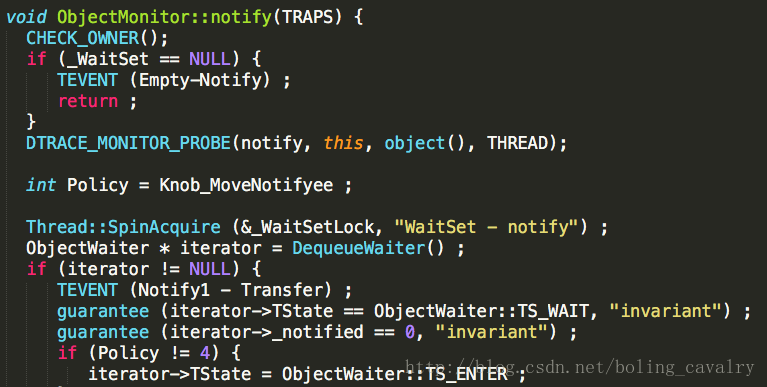 void ObjectMonitor::notify(TRAPS) {
  CHECK_OWNER();
  if (_WaitSet == NULL) {
     TEVENT (Empty-Notify) ;
     return ;
  }
  DTRACE_MONITOR_PROBE(notify, this, object(), THREAD);

  int Policy = Knob_MoveNotifyee ;

  Thread::SpinAcquire (&_WaitSetLock, "WaitSet - notify") ;
  ObjectWaiter * iterator = DequeueWaiter() ;
  if (iterator != NULL) {
     TEVENT (Notify1 - Transfer) ;
     guarantee (iterator->TState == ObjectWaiter::TS_WAIT, "invariant") ;
     guarantee (iterator->_notified == 0, "invariant") ;
     if (Policy != 4) {
        iterator->TState = ObjectWaiter::TS_ENTER ;
http://blog.csdn.net/boling_cavalry